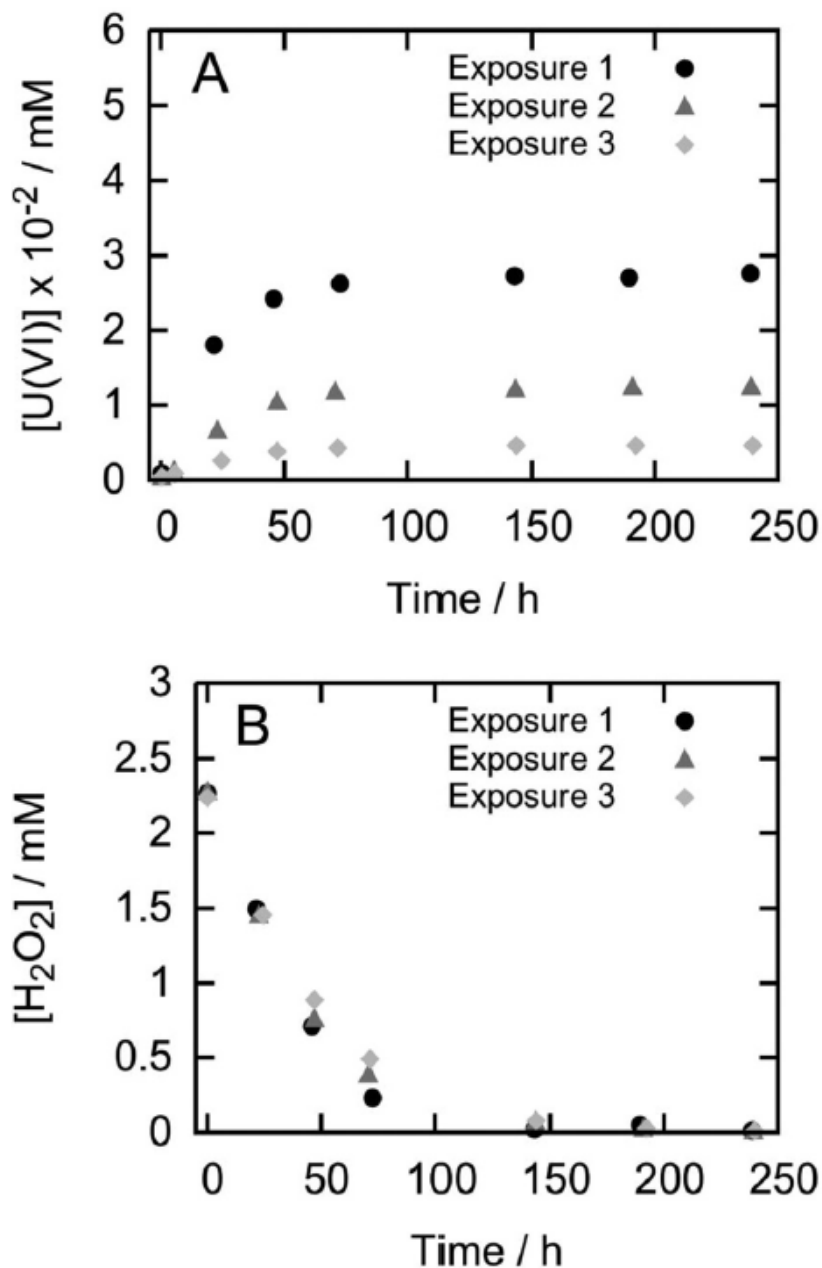 A
Exposure 1
Exposure 2
Exposure 3
6
5
4
3
2
1
0
[U(VI)] x 10⁻² / mM
0 50 100 150 200 250
Time / h
B
Exposure 1
Exposure 2
Exposure 3
3
2.5
2
1.5
1
0.5
0
[H₂O₂] / mM
0 50 100 150 200 250
Time / h